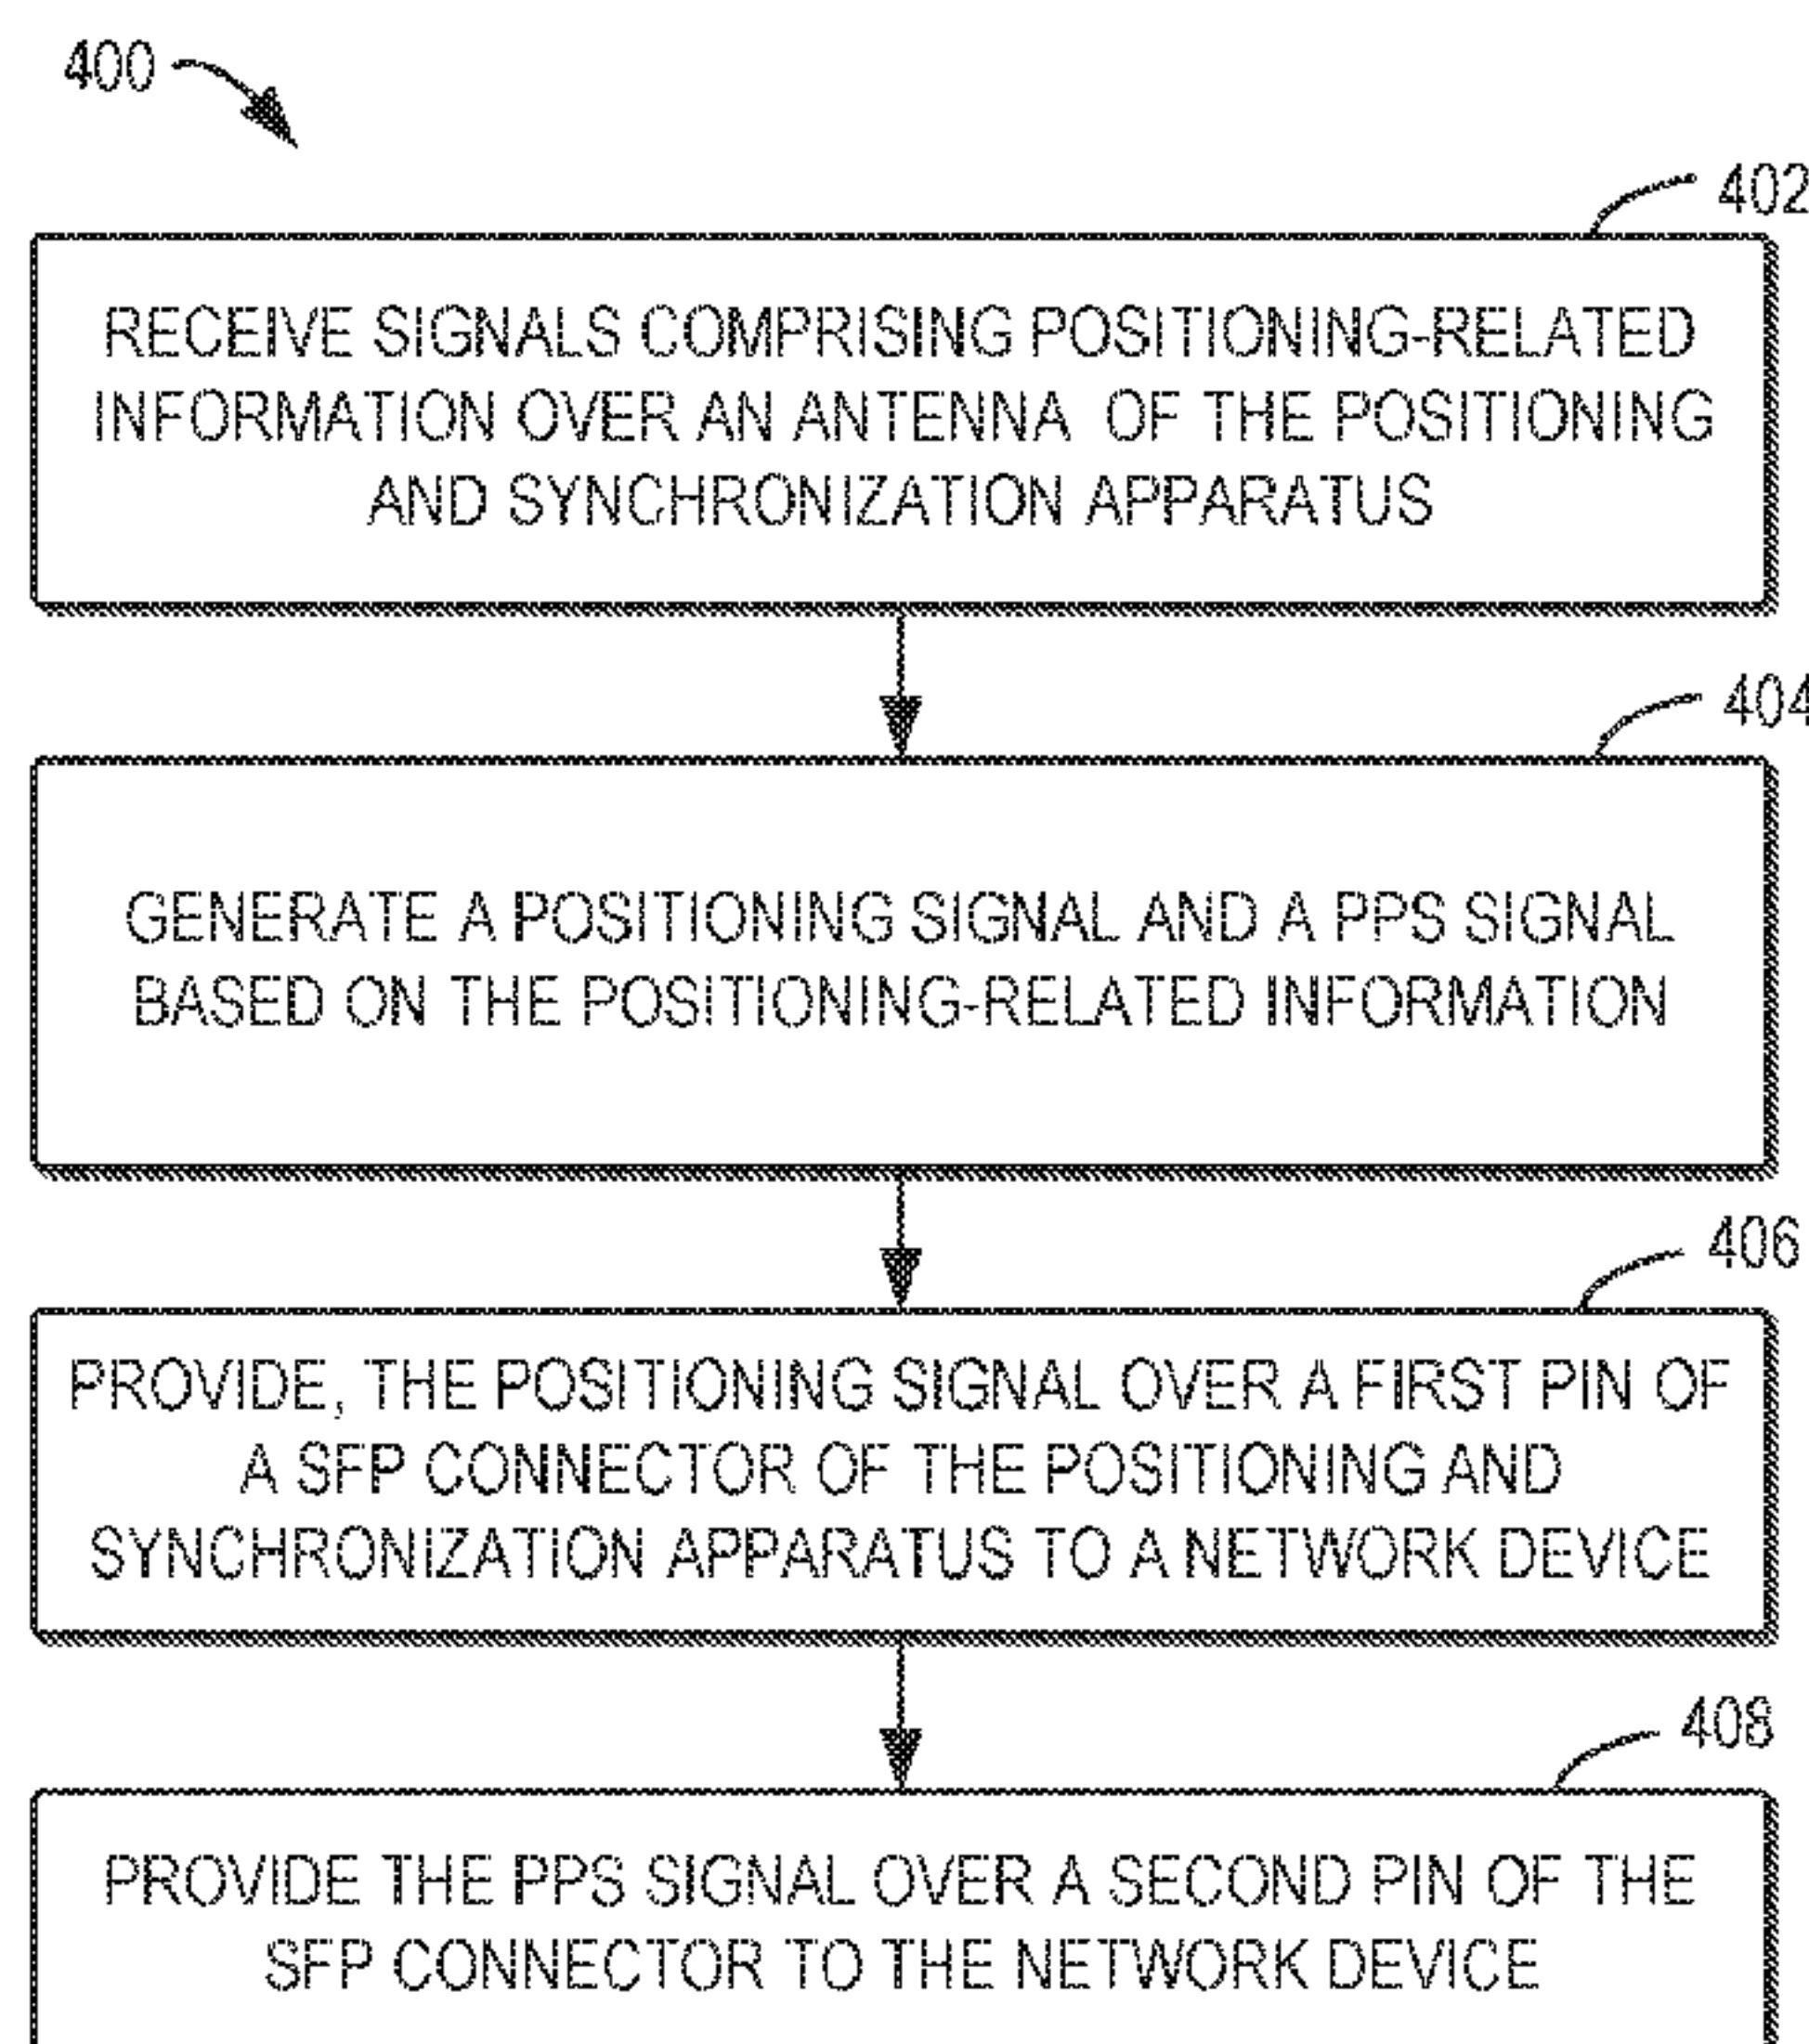 400
402
RECEIVE SIGNALS COMPRISING POSITIONING-RELATED
INFORMATION OVER AN ANTENNA OF THE POSITIONING
AND SYNCHRONIZATION APPARATUS
404
GENERATE A POSITIONING SIGNAL AND A PPS SIGNAL
BASED ON THE POSITIONING-RELATED INFORMATION
406
PROVIDE, THE POSITIONING SIGNAL OVER A FIRST PIN OF
A SFP CONNECTOR OF THE POSITIONING AND
SYNCHRONIZATION APPARATUS TO A NETWORK DEVICE
408
PROVIDE THE PPS SIGNAL OVER A SECOND PIN OF THE
SFP CONNECTOR TO THE NETWORK DEVICE